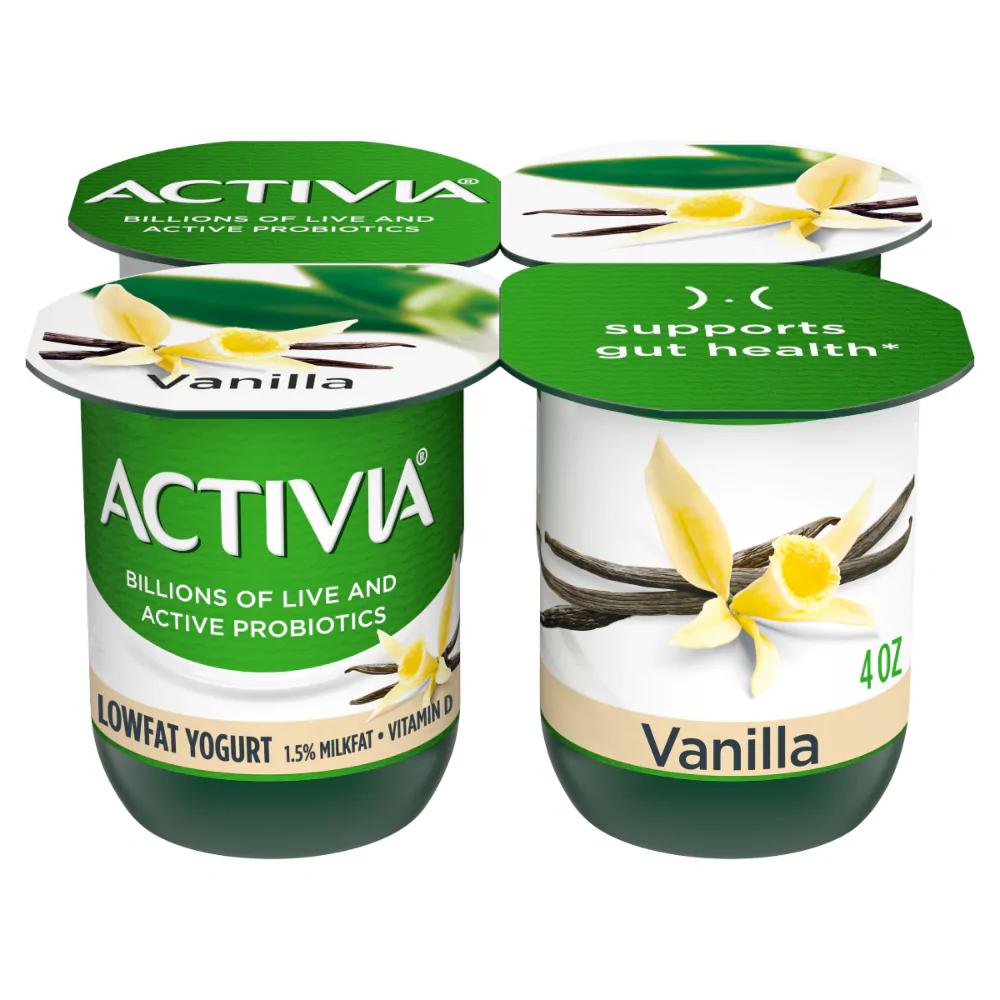 ACTIVIA®
BILLIONS OF LIVE AND
ACTIVE PROBIOTICS
Vanilla
supports
gut health*
ACTIVIA®
BILLIONS OF LIVE AND
ACTIVE PROBIOTICS
LOWFAT YOGURT 1.5% MILKFAT • VITAMIN D
4 OZ
Vanilla